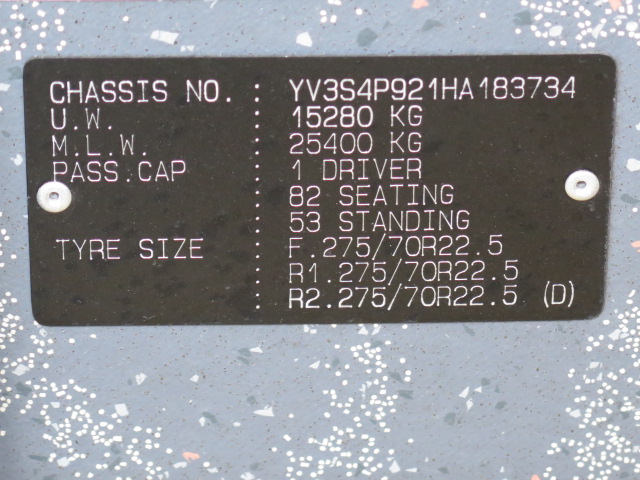 CHASSIS NO. : YV3S4P921HA183734
U.W. : 15280 KG
M.L.W. : 25400 KG
PASS.CAP : 1 DRIVER
: 82 SEATING
: 53 STANDING
TYRE SIZE : F.275/70R22.5
: R1.275/70R22.5
: R2.275/70R22.5 (D)